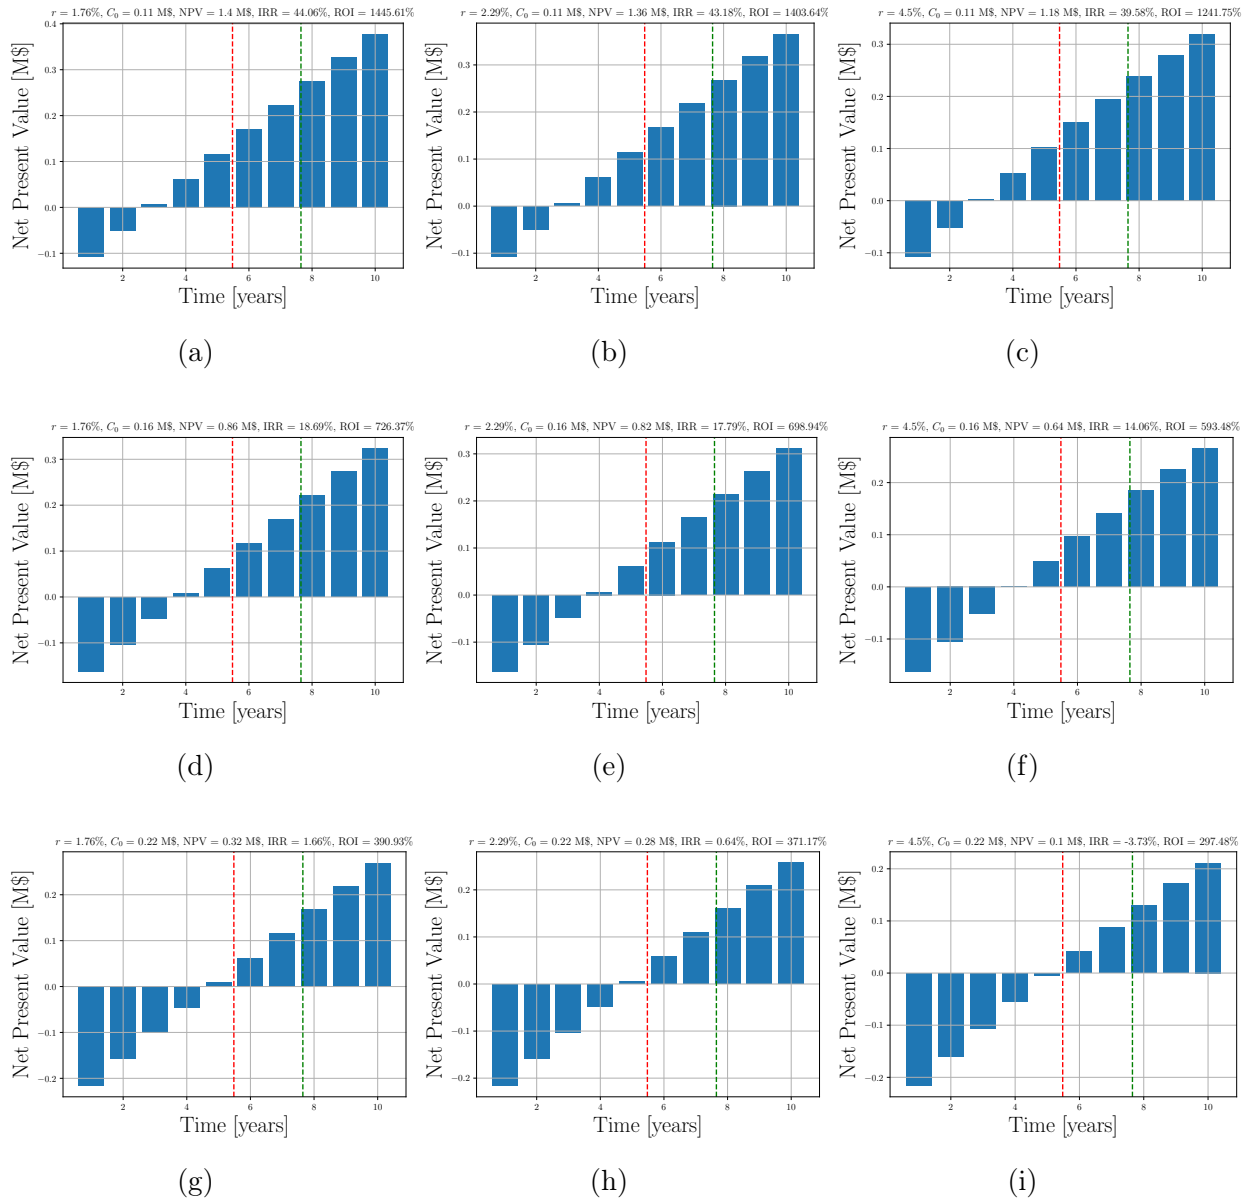 r = 1.76%, C₀ = 0.11 M$, NPV = 1.4 M$, IRR = 44.06%, ROI = 1445.61%
Net Present Value [M$]
0.4
0.3
0.2
0.1
0.0
−0.1
2 4 6 8 10
Time [years]
(a)
r = 2.29%, C₀ = 0.11 M$, NPV = 1.36 M$, IRR = 43.18%, ROI = 1403.64%
Net Present Value [M$]
0.3
0.2
0.1
0.0
−0.1
2 4 6 8 10
Time [years]
(b)
r = 4.5%, C₀ = 0.11 M$, NPV = 1.18 M$, IRR = 39.58%, ROI = 1241.75%
Net Present Value [M$]
0.3
0.2
0.1
0.0
−0.1
2 4 6 8 10
Time [years]
(c)
r = 1.76%, C₀ = 0.16 M$, NPV = 0.86 M$, IRR = 18.69%, ROI = 726.37%
Net Present Value [M$]
0.3
0.2
0.1
0.0
−0.1
2 4 6 8 10
Time [years]
(d)
r = 2.29%, C₀ = 0.16 M$, NPV = 0.82 M$, IRR = 17.79%, ROI = 698.94%
Net Present Value [M$]
0.3
0.2
0.1
0.0
−0.1
2 4 6 8 10
Time [years]
(e)
r = 4.5%, C₀ = 0.16 M$, NPV = 0.64 M$, IRR = 14.06%, ROI = 593.48%
Net Present Value [M$]
0.2
0.1
0.0
−0.1
2 4 6 8 10
Time [years]
(f)
r = 1.76%, C₀ = 0.22 M$, NPV = 0.32 M$, IRR = 1.66%, ROI = 390.93%
Net Present Value [M$]
0.2
0.1
0.0
−0.1
−0.2
2 4 6 8 10
Time [years]
(g)
r = 2.29%, C₀ = 0.22 M$, NPV = 0.28 M$, IRR = 0.64%, ROI = 371.17%
Net Present Value [M$]
0.2
0.1
0.0
−0.1
−0.2
2 4 6 8 10
Time [years]
(h)
r = 4.5%, C₀ = 0.22 M$, NPV = 0.1 M$, IRR = -3.73%, ROI = 297.48%
Net Present Value [M$]
0.2
0.1
0.0
−0.1
−0.2
2 4 6 8 10
Time [years]
(i)